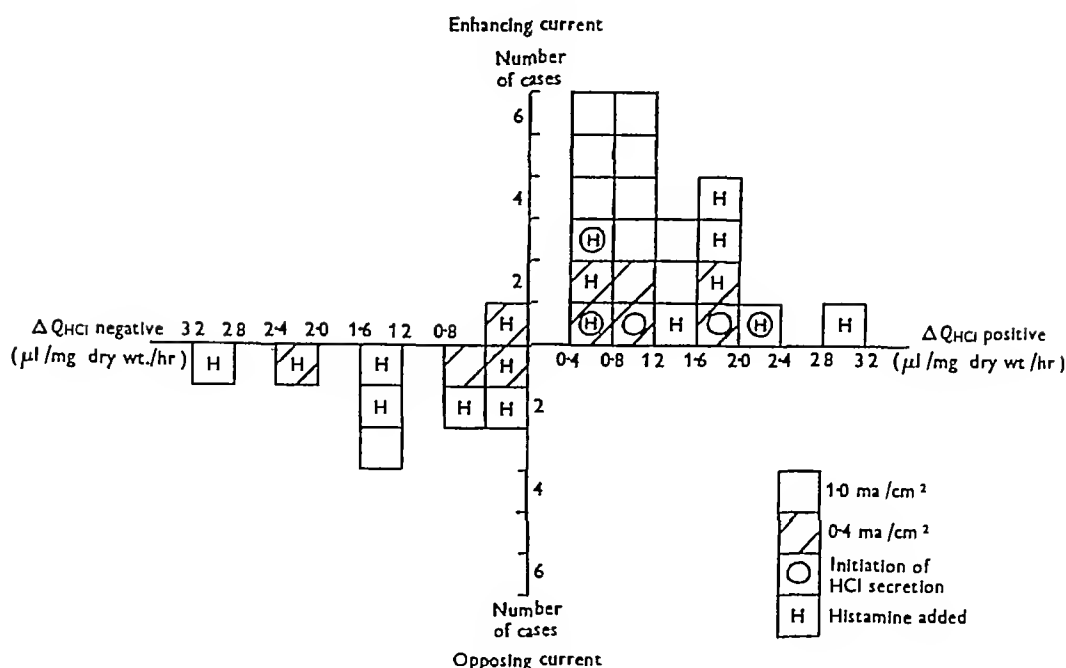 Enhancing current
Number
of cases
6
H
4
H H
2
H H
Δ QHCl negative 3 2 2 8 2·4 2·0 1·6 1 2 0·8 H H H H H Δ QHCl positive
(μl/mg dry wt./hr) H H H H 0·4 0·8 1 2 1·6 2·0 2·4 2 8 3 2 (μl/mg dry wt/hr)
H H H 2
4
1·0 ma/cm²
0·4 ma/cm²
6
Initiation of
HCl secretion
Number
of cases
H Histamine added
Opposing current